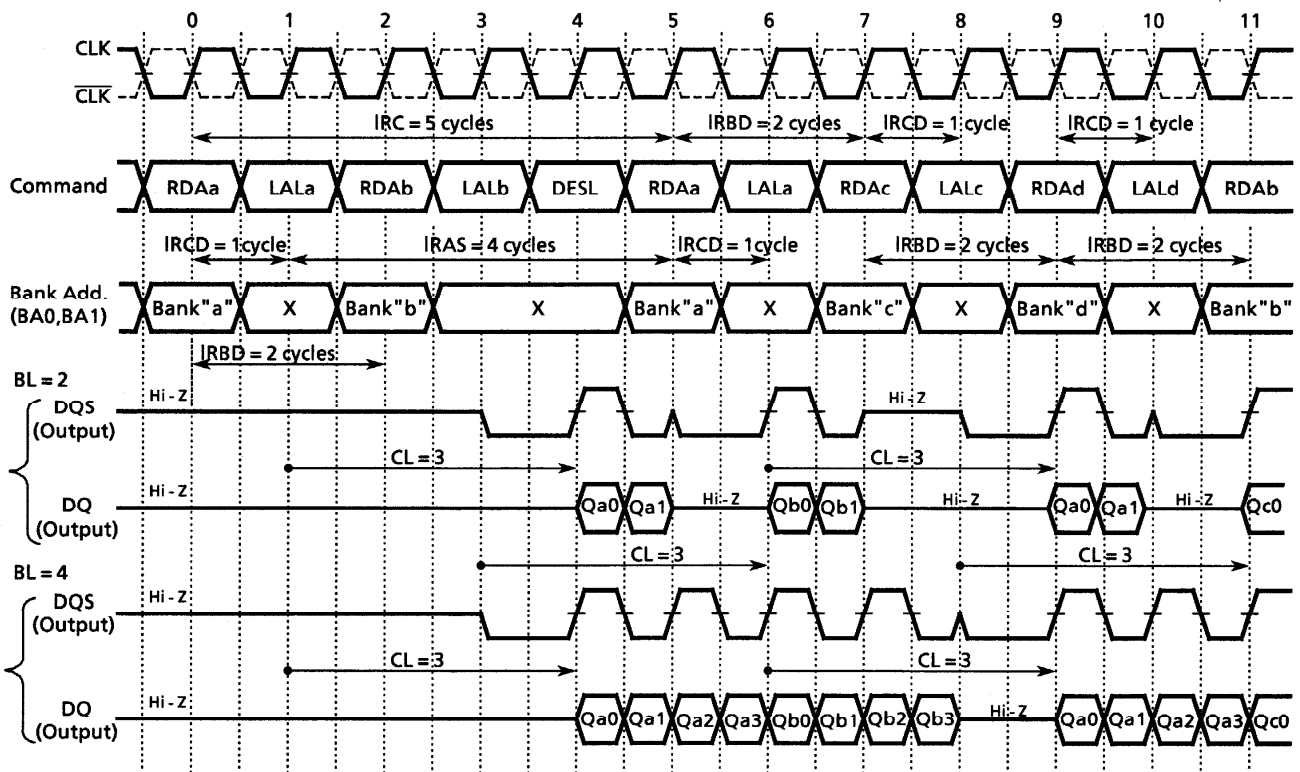 0 1 2 3 4 5 6 7 8 9 10 11
CLK
CLK
IRC = 5 cycles IRBD = 2 cycles IRCD = 1 cycle IRCD = 1 cycle
Command RDAa LALa RDAb LALb DESL RDAa LALa RDAc LALc RDAd LALd RDAb
IRCD = 1cycle IRAS = 4 cycles IRCD = 1cycle IRBD = 2 cycles IRBD = 2 cycles
Bank Add.
(BA0,BA1) Bank"a" X Bank"b" X Bank"a" X Bank"c" X Bank"d" X Bank"b"
IRBD = 2 cycles
BL = 2
DQS
(Output) Hi - Z Hi - Z
CL = 3 CL = 3
DQ
(Output) Hi - Z Qa0 Qa1 Hi - Z Qb0 Qb1 Hi - Z Qa0 Qa1 Hi - Z Qc0
CL = 3 CL = 3
BL = 4
DQS
(Output) Hi - Z
CL = 3 CL = 3
DQ
(Output) Hi - Z Qa0 Qa1 Qa2 Qa3 Qb0 Qb1 Qb2 Qb3 Hi - Z Qa0 Qa1 Qa2 Qa3 Qc0